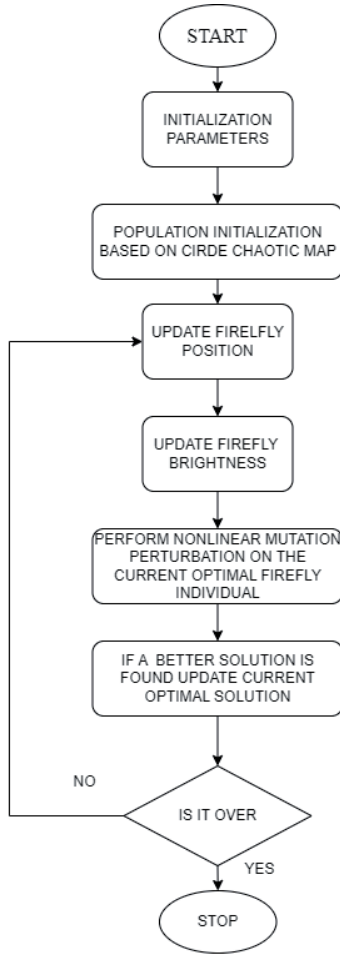 START
INITIALIZATION
PARAMETERS
POPULATION INITIALIZATION
BASED ON CIRDE CHAOTIC MAP
UPDATE FIRELFLY
POSITION
UPDATE FIREFLY
BRIGHTNESS
PERFORM NONLINEAR MUTATION
PERTURBATION ON THE
CURRENT OPTIMAL FIREFLY
INDIVIDUAL
IF A BETTER SOLUTION IS
FOUND UPDATE CURRENT
OPTIMAL SOLUTION
NO
IS IT OVER
YES
STOP